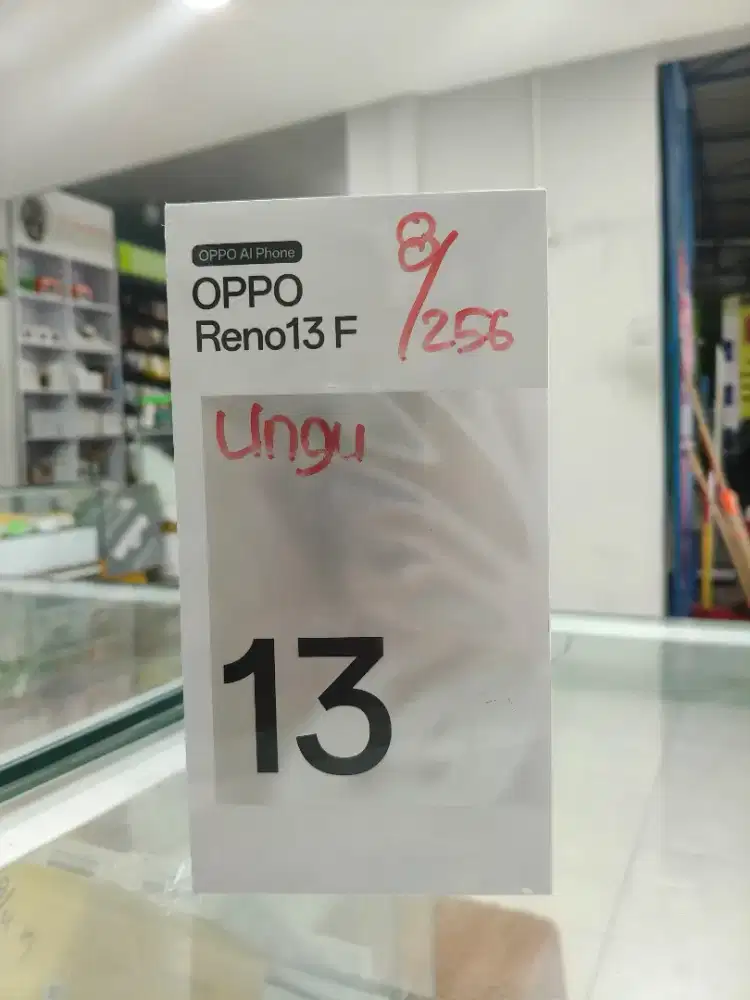 OPPO AI Phone
OPPO
Reno13 F
8/256
Ungu
13